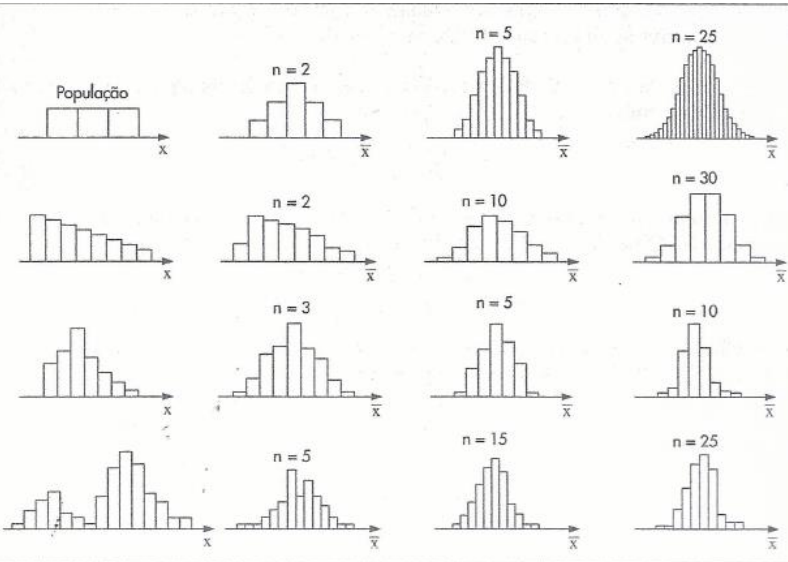 População
x
n = 2
x̅
n = 5
x̅
n = 25
x̅
x
n = 2
x̅
n = 10
x̅
n = 30
x̅
x
n = 3
x̅
n = 5
x̅
n = 10
x̅
x
n = 5
x̅
n = 15
x̅
n = 25
x̅